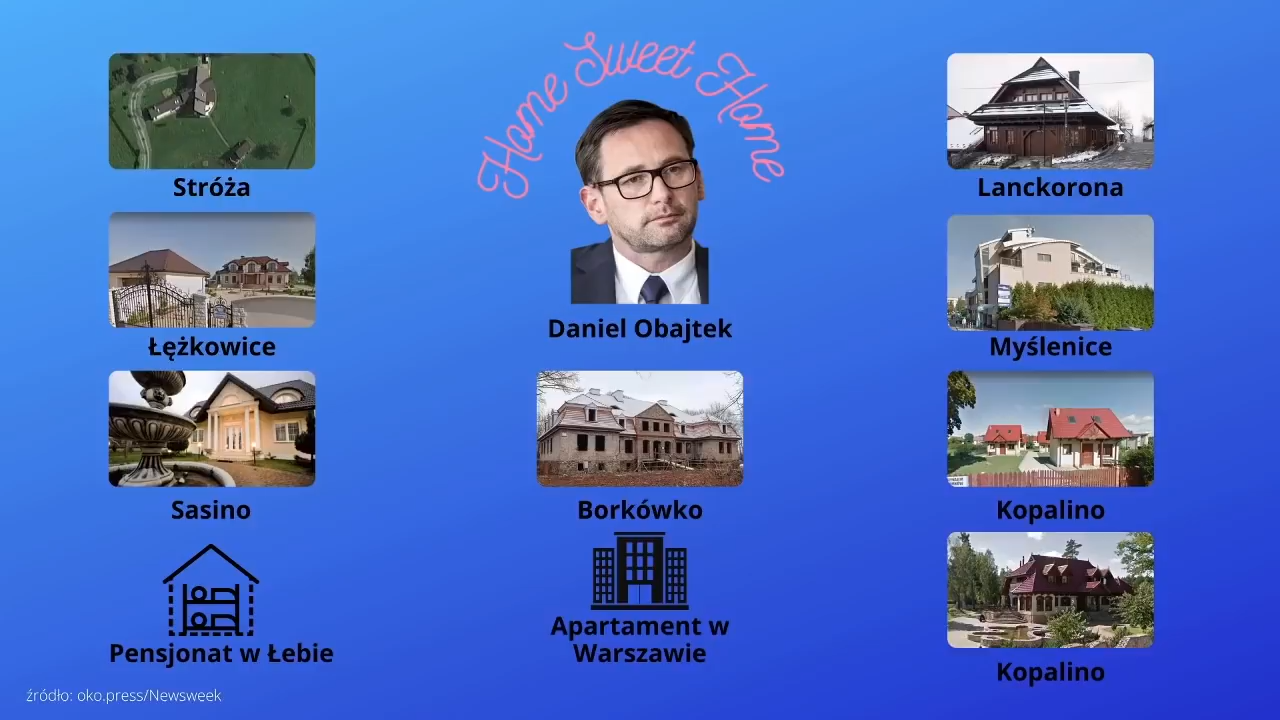 Home Sweet Home
Stróża
Lanckorona
Daniel Obajtek
Łężkowice
Myślenice
Sasino
Borkówko
Kopalino
Pensjonat w Łebie
Apartament w
Warszawie
Kopalino
źródło: oko.press/Newsweek